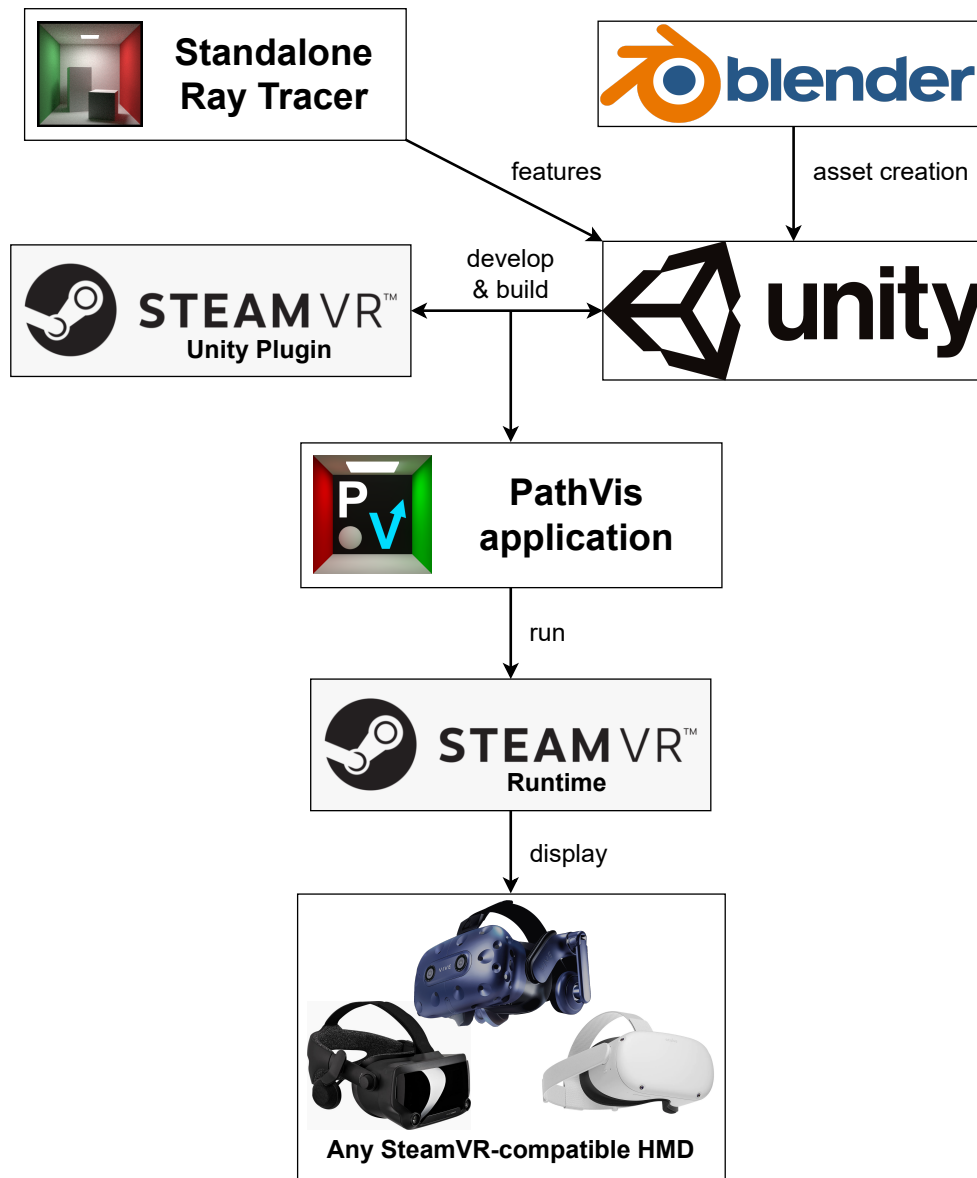 Standalone
Ray Tracer
blender
features
asset creation
develop
& build
STEAMVR™
Unity Plugin
unity
P
V
PathVis
application
run
STEAMVR™
Runtime
display
VIVE
Any SteamVR-compatible HMD